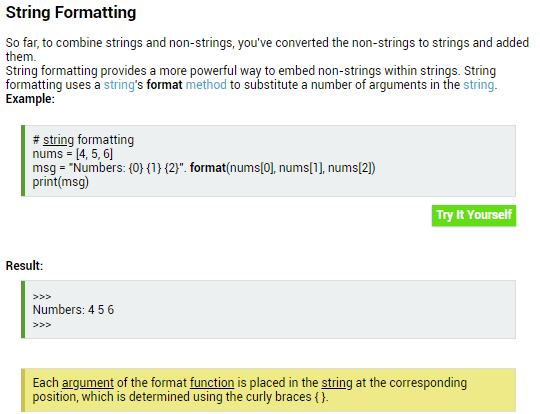 String Formatting
So far, to combine strings and non-strings, you've converted the non-strings to strings and added
them.
String formatting provides a more powerful way to embed non-strings within strings. String
formatting uses a string's format method to substitute a number of arguments in the string.
Example:
# string formatting
nums = [4, 5, 6]
msg = "Numbers: {0} {1} {2}". format(nums[0], nums[1], nums[2])
print(msg)
Try It Yourself
Result:
>>>
Numbers: 4 5 6
>>>
Each argument of the format function is placed in the string at the corresponding
position, which is determined using the curly braces { }.